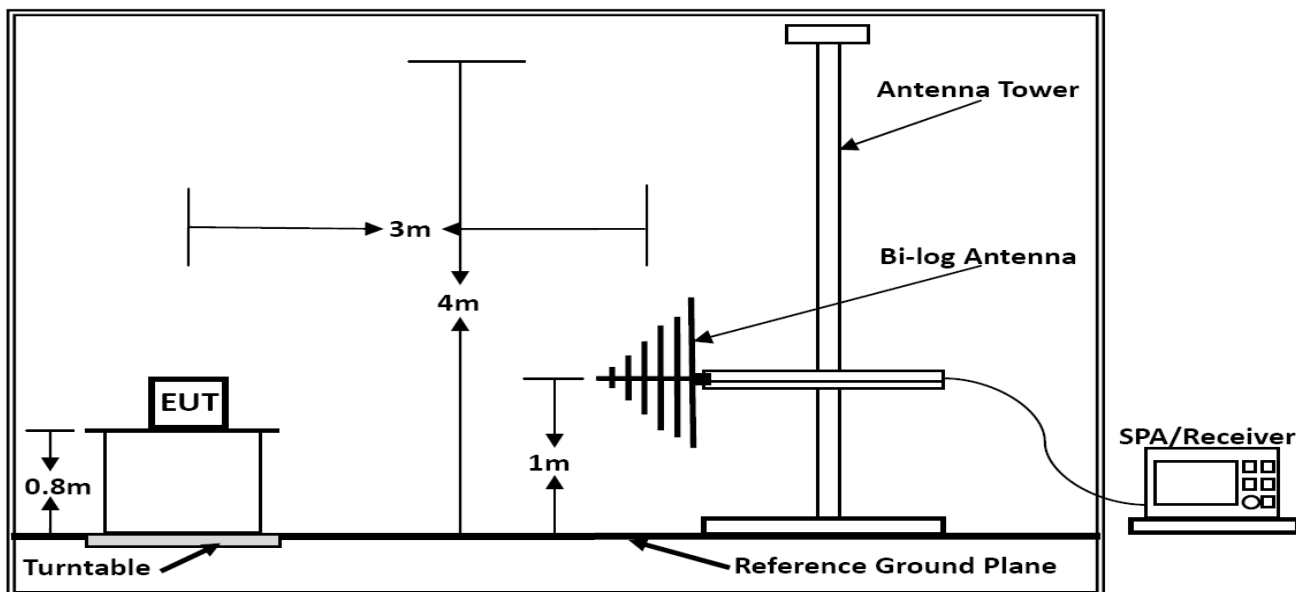 Antenna Tower
3m
Bi-log Antenna
4m
EUT
SPA/Receiver
1m
0.8m
Turntable
Reference Ground Plane